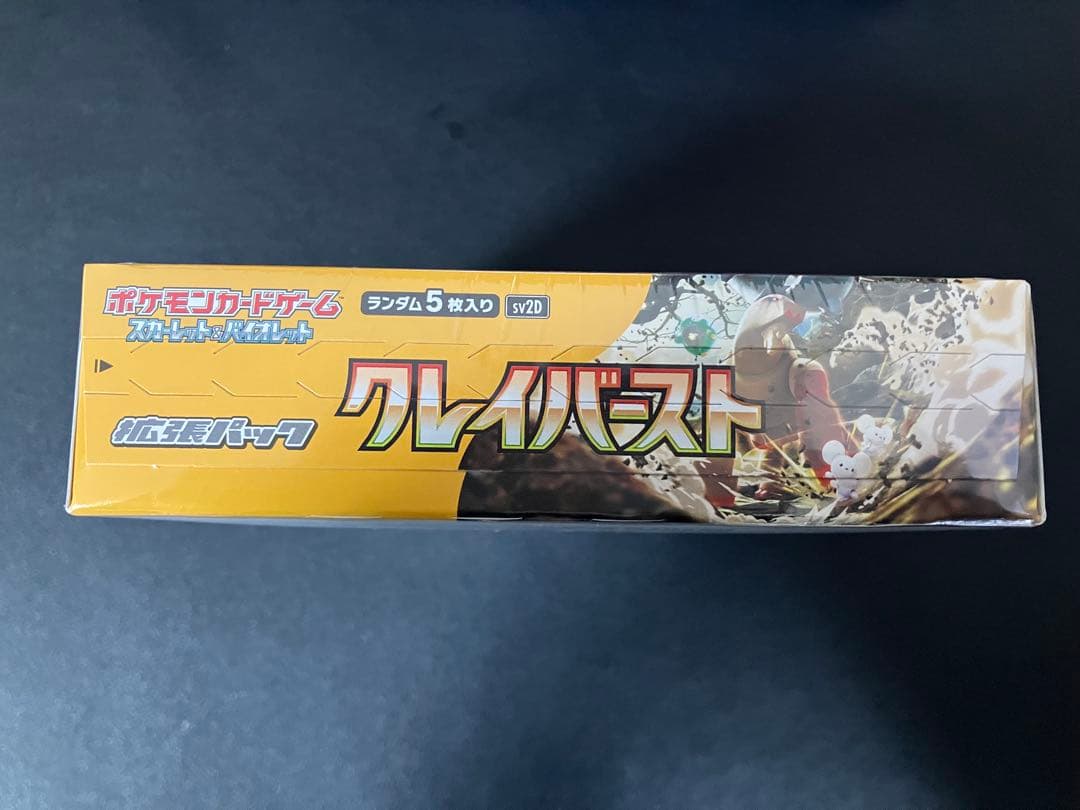 ポケモンカードゲーム™
スカーレット&バイオレット
ランダム5枚入り
sv2D
クレイバースト
拡張パック